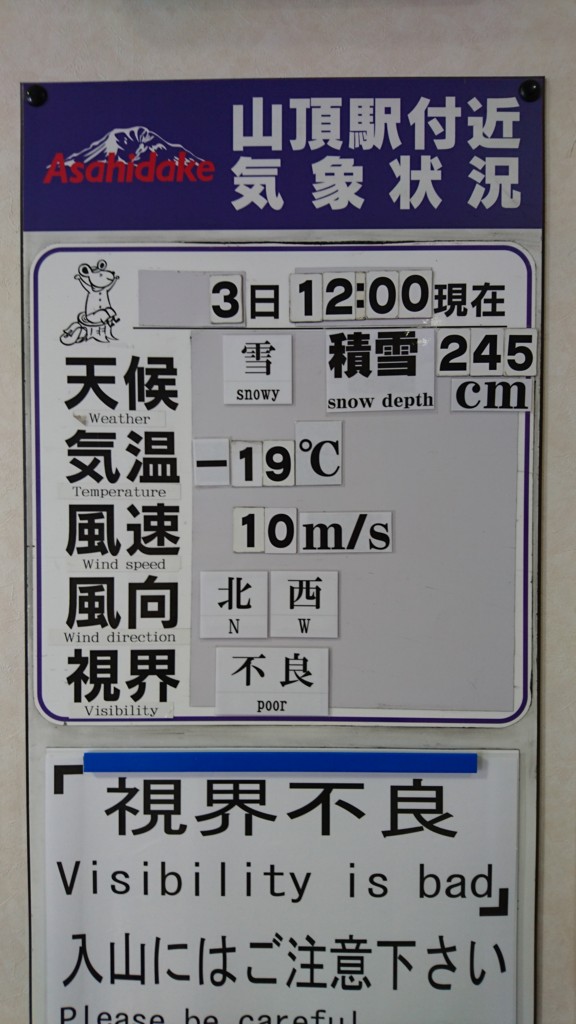 Asahidake
山頂駅付近
気象状況
3日 12:00 現在
天候 雪 積雪 245
Weather snowy snow depth cm
気温 -19℃
Temperature
風速 10m/s
Wind speed
風向 北 西
Wind direction N W
視界 不良
Visibility poor
「視界不良
Visibility is bad」
入山にはご注意下さい
Please be careful